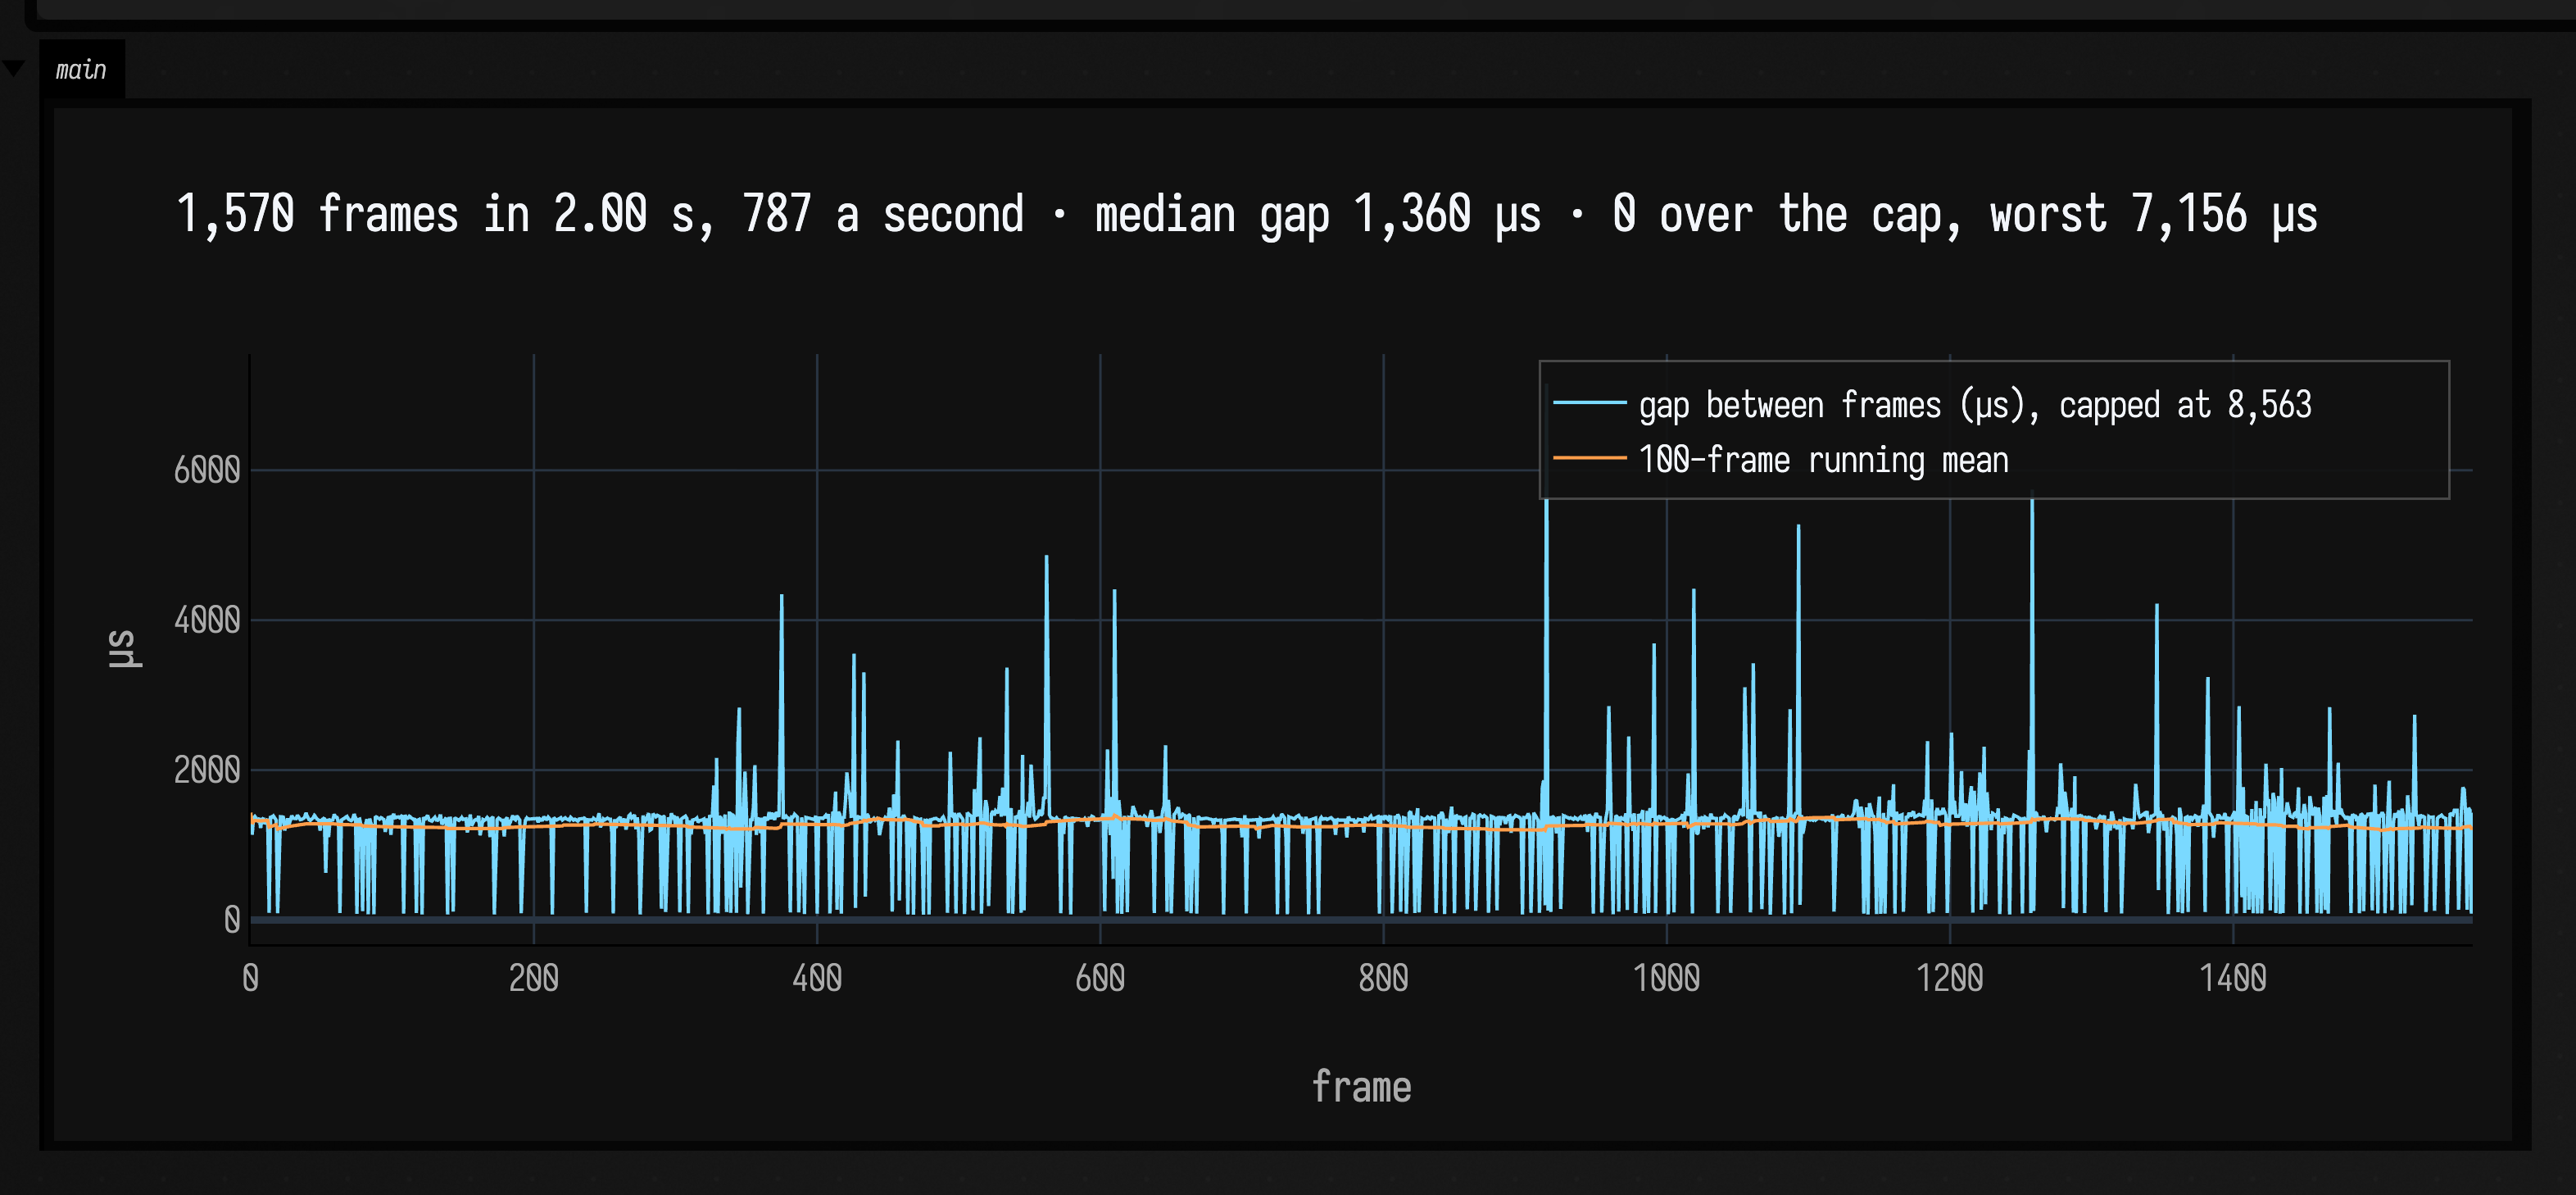 main
1,570 frames in 2.00 s, 787 a second · median gap 1,360 µs · 0 over the cap, worst 7,156 µs
gap between frames (µs), capped at 8,563
100-frame running mean
6000
4000
2000
0
µs
0 200 400 600 800 1000 1200 1400
frame